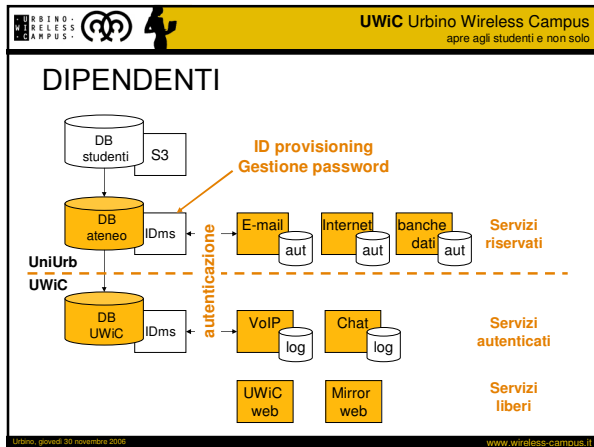 URBINO
WIRELESS
CAMPUS
UWiC Urbino Wireless Campus
apre agli studenti e non solo
DIPENDENTI
DB
studenti
S3
ID provisioning
Gestione password
DB
ateneo
IDms
autenticazione
E-mail
aut
Internet
aut
banche
dati
aut
Servizi
riservati
UniUrb
UWiC
DB
UWiC
IDms
VoIP
log
Chat
log
Servizi
autenticati
UWiC
web
Mirror
web
Servizi
liberi
Urbino, giovedì 30 novembre 2006
www.wireless-campus.it